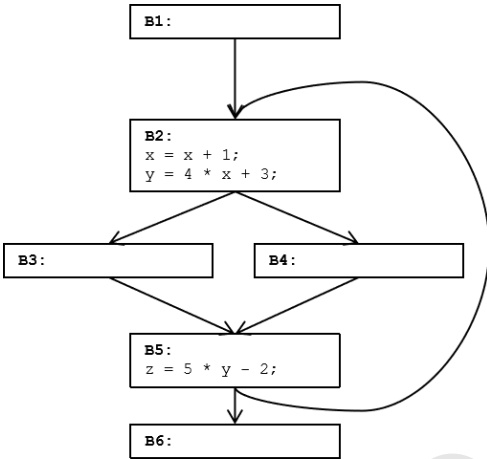 B1:
B2:
x = x + 1;
y = 4 * x + 3;
B3:
B4:
B5:
z = 5 * y - 2;
B6: